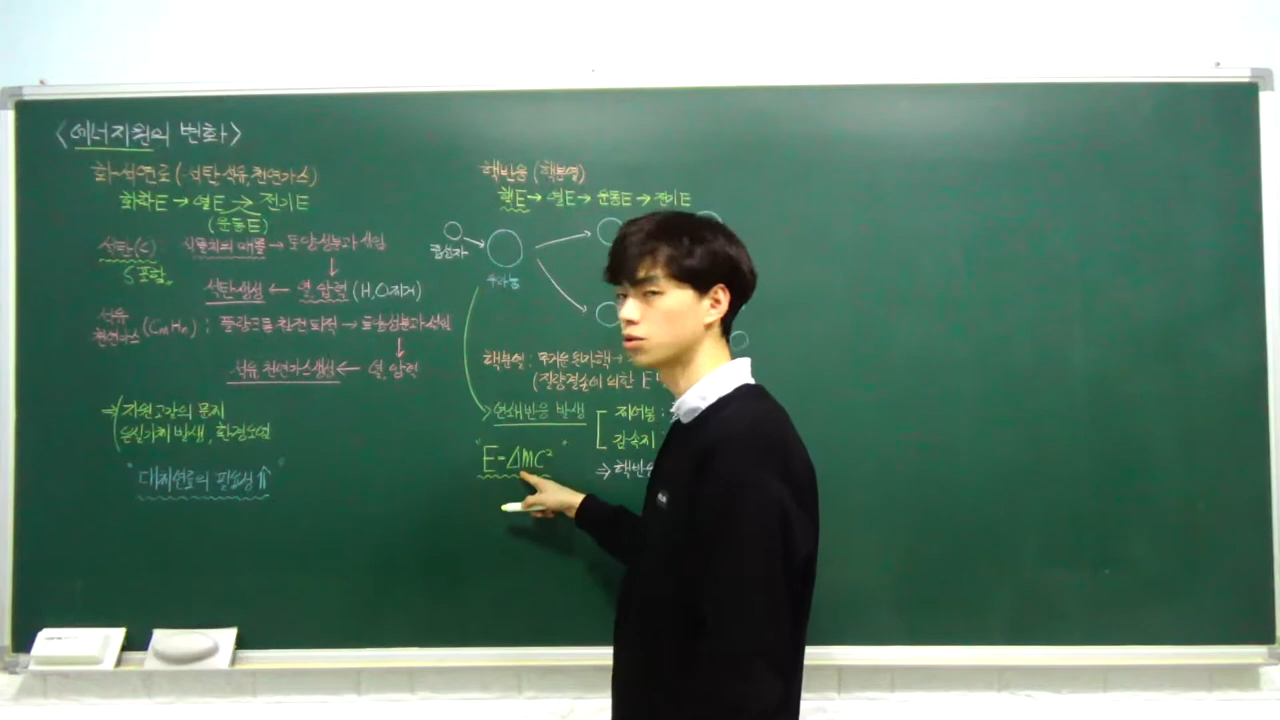 <에너지원의 변화>
화석연료 (석탄, 석유, 천연가스)
화학E → 열E → 전기E
(운동E)
석탄(C) 식물체의 매몰 → 토양성분과 섞임
S 포함.
↓
석탄생성 ← 열, 압력 (H, O 제거)
석유
천연가스 (CmHn) : 플랑크톤 침전 퇴적 → 토양성분과 섞임
↓
석유, 천연가스생성 ← 열, 압력
⇒ 자원고갈의 문제
온실기체 발생, 환경오염
"대체연료의 필요성⇑"
핵반응 (핵분열)
핵E → 열E → 운동E → 전기E
중성자
우라늄
핵분열 : 무거운 원자핵 →
(질량결손에 의한 E
연쇄반응 발생
제어봉 :
감속재 :
"E=Δmc²"
⇒ 핵반응